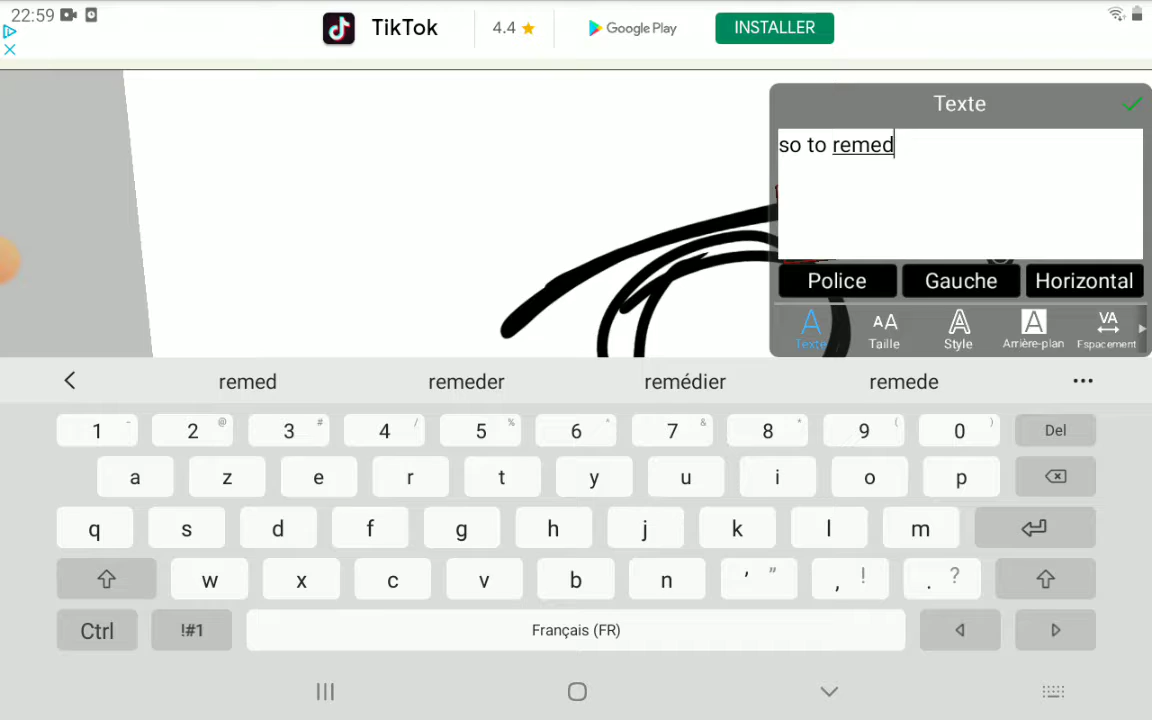 22:59
TikTok
4.4
Google Play
INSTALLER
Texte
so to remed
Police Gauche Horizontal
Texte Taille Style Arrière-plan Espacement
remed remeder remédier remede
1 - 2 @ 3 # 4 / 5 % 6 ^ 7 & 8 * 9 ( 0 ) Del
a z e r t y u i o p
q s d f g h j k l m
w x c v b n ' " , ! . ?
Ctrl !#1 Français (FR)